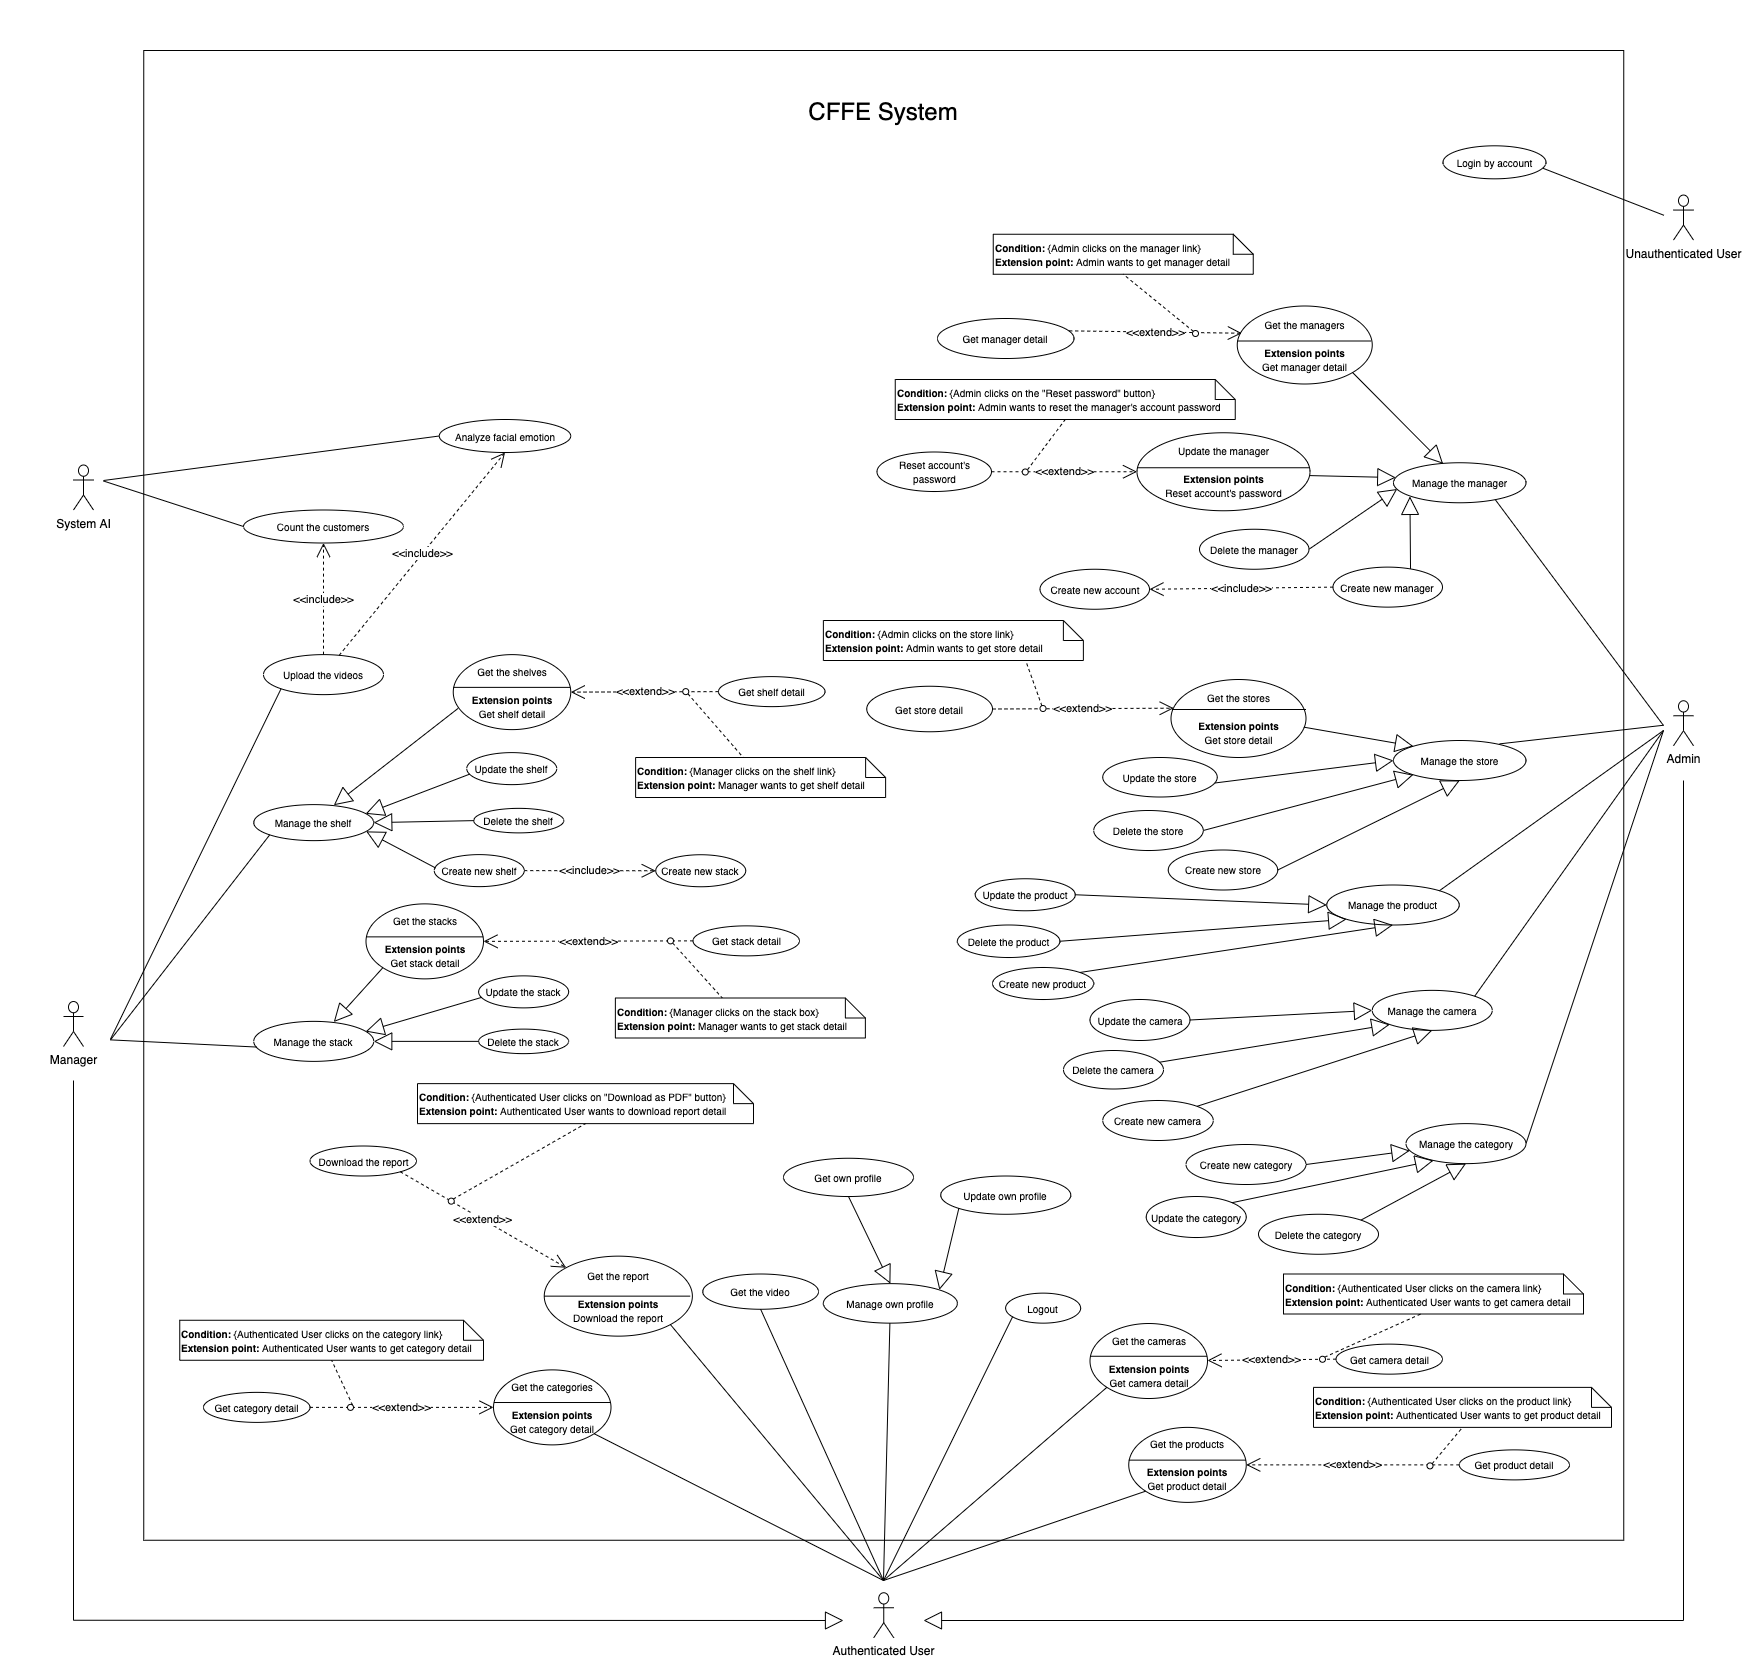 CFFE System
Login by account
Unauthenticated User
Condition: {Admin clicks on the manager link}
Extension point: Admin wants to get manager detail
Get manager detail
<<extend>>
Get the managers
Extension points
Get manager detail
Condition: {Admin clicks on the "Reset password" button}
Extension point: Admin wants to reset the manager's account password
Analyze facial emotion
Reset account's
password
<<extend>>
Update the manager
Extension points
Reset account's password
Manage the manager
System AI
Count the customers
<<include>>
Delete the manager
<<include>>
Create new account
<<include>>
Create new manager
Condition: {Admin clicks on the store link}
Extension point: Admin wants to get store detail
Upload the videos
Get the shelves
Extension points
Get shelf detail
<<extend>>
Get shelf detail
Get store detail
<<extend>>
Get the stores
Extension points
Get store detail
Admin
Manage the store
Update the shelf
Condition: {Manager clicks on the shelf link}
Extension point: Manager wants to get shelf detail
Update the store
Manage the shelf
Delete the shelf
Delete the store
Create new shelf
<<include>>
Create new stack
Create new store
Update the product
Manage the product
Get the stacks
Extension points
Get stack detail
<<extend>>
Get stack detail
Delete the product
Create new product
Update the stack
Condition: {Manager clicks on the stack box}
Extension point: Manager wants to get stack detail
Update the camera
Manage the camera
Manager
Manage the stack
Delete the stack
Delete the camera
Condition: {Authenticated User clicks on "Download as PDF" button}
Extension point: Authenticated User wants to download report detail
Create new camera
Manage the category
Download the report
Create new category
Get own profile
Update own profile
<<extend>>
Update the category
Delete the category
Get the report
Extension points
Download the report
Get the video
Manage own profile
Logout
Condition: {Authenticated User clicks on the camera link}
Extension point: Authenticated User wants to get camera detail
Condition: {Authenticated User clicks on the category link}
Extension point: Authenticated User wants to get category detail
Get the cameras
Extension points
Get camera detail
<<extend>>
Get camera detail
Get category detail
<<extend>>
Get the categories
Extension points
Get category detail
Condition: {Authenticated User clicks on the product link}
Extension point: Authenticated User wants to get product detail
Get the products
Extension points
Get product detail
<<extend>>
Get product detail
Authenticated User